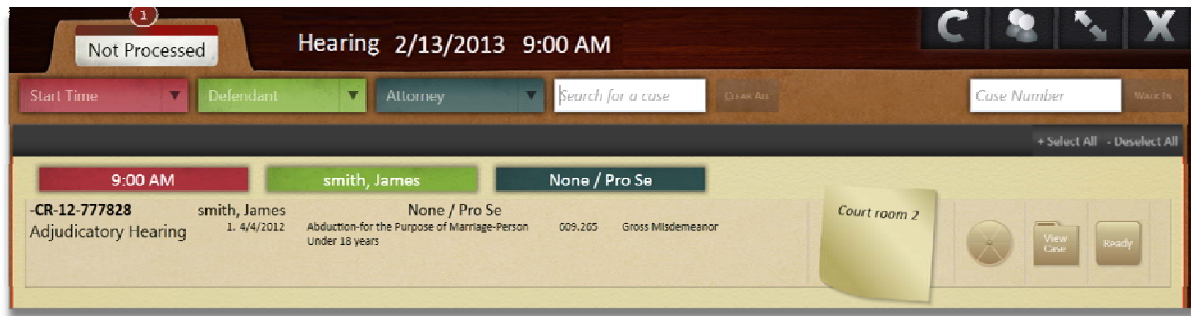 1
Not Processed
Hearing 2/13/2013 9:00 AM
C X
Start Time Defendant Attorney Search for a case CLEAR ALL Case Number WALK IN
+ Select All - Deselect All
9:00 AM smith, James None / Pro Se
-CR-12-777828 smith, James None / Pro Se Court room 2
Adjudicatory Hearing 1. 4/4/2012 Abduction-for the Purpose of Marriage-Person 609.265 Gross Misdemeanor
Under 18 years
View
Case
Ready